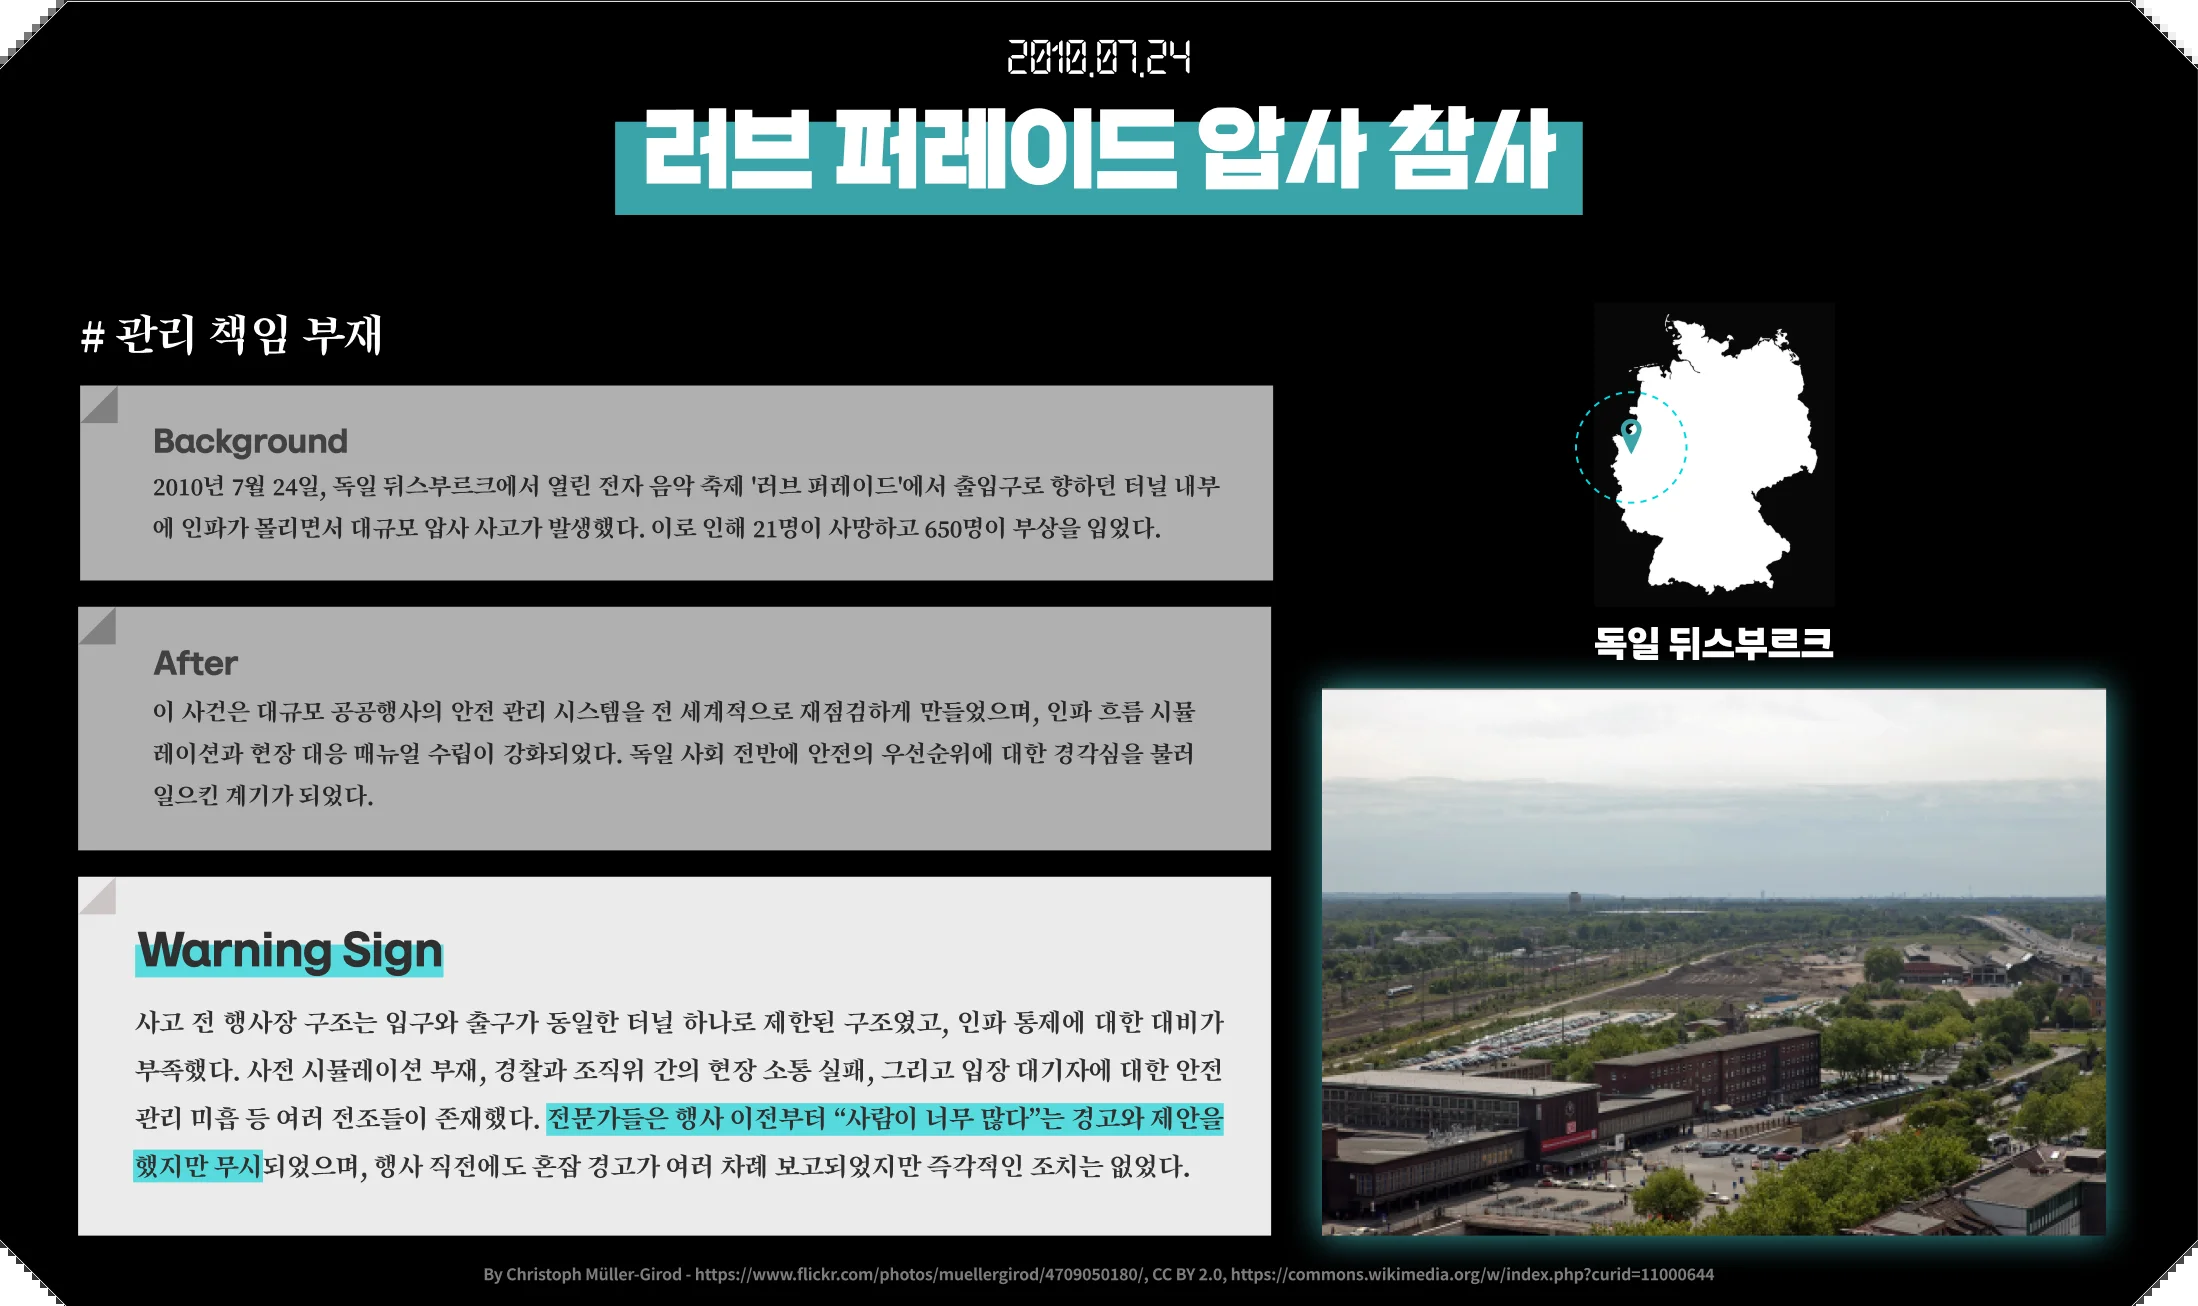 2010.07.24
러브 퍼레이드 압사 참사
# 관리 책임 부재
Background
2010년 7월 24일, 독일 뒤스부르크에서 열린 전자 음악 축제 '러브 퍼레이드'에서 출입구로 향하던 터널 내부
에 인파가 몰리면서 대규모 압사 사고가 발생했다. 이로 인해 21명이 사망하고 650명이 부상을 입었다.
After
이 사건은 대규모 공공행사의 안전 관리 시스템을 전 세계적으로 재점검하게 만들었으며, 인파 흐름 시뮬
레이션과 현장 대응 매뉴얼 수립이 강화되었다. 독일 사회 전반에 안전의 우선순위에 대한 경각심을 불러
일으킨 계기가 되었다.
Warning Sign
사고 전 행사장 구조는 입구와 출구가 동일한 터널 하나로 제한된 구조였고, 인파 통제에 대한 대비가
부족했다. 사전 시뮬레이션 부재, 경찰과 조직위 간의 현장 소통 실패, 그리고 입장 대기자에 대한 안전
관리 미흡 등 여러 전조들이 존재했다. 전문가들은 행사 이전부터 “사람이 너무 많다”는 경고와 제안을
했지만 무시되었으며, 행사 직전에도 혼잡 경고가 여러 차례 보고되었지만 즉각적인 조치는 없었다.
독일 뒤스부르크
By Christoph Müller-Girod - https://www.flickr.com/photos/muellergirod/4709050180/, CC BY 2.0, https://commons.wikimedia.org/w/index.php?curid=11000644